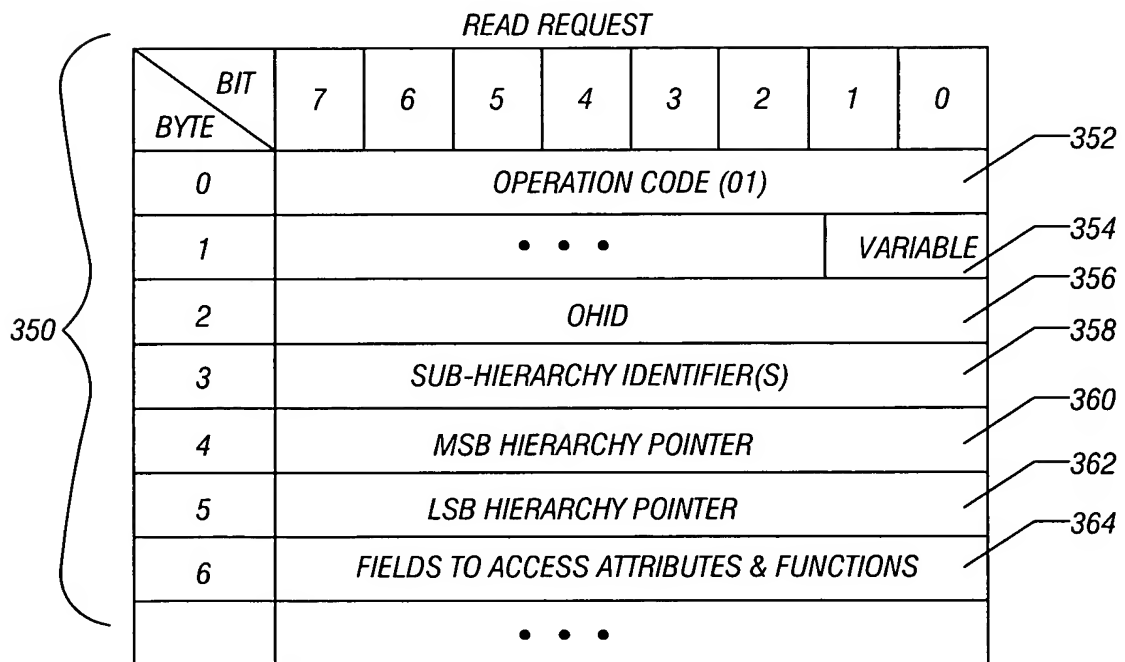 READ REQUEST
BIT
BYTE
7 6 5 4 3 2 1 0
0 OPERATION CODE (01) 352
1 • • • VARIABLE 354
2 OHID 356
3 SUB-HIERARCHY IDENTIFIER(S) 358
4 MSB HIERARCHY POINTER 360
5 LSB HIERARCHY POINTER 362
6 FIELDS TO ACCESS ATTRIBUTES & FUNCTIONS 364
• • •
350